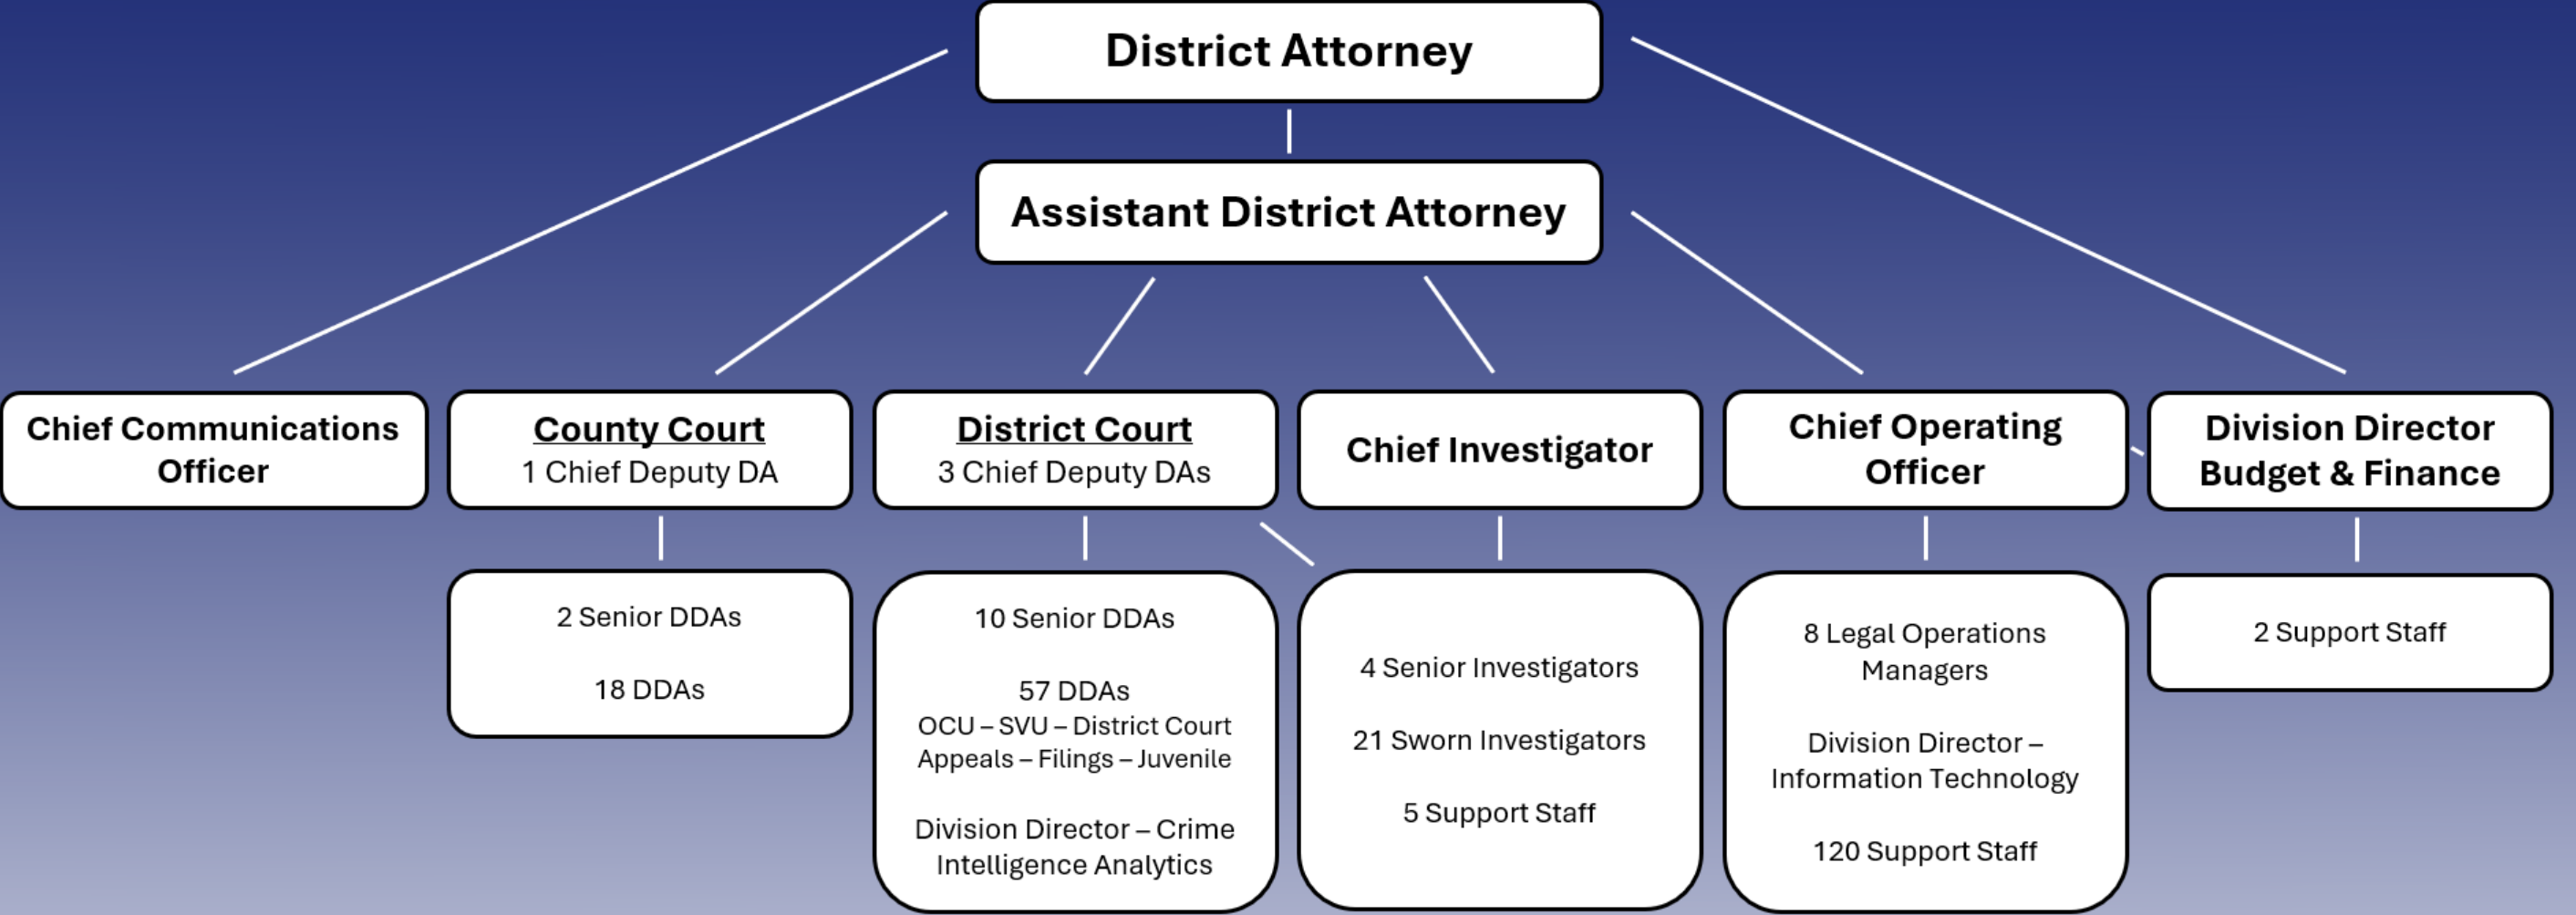 District Attorney
Assistant District Attorney
Chief Communications
Officer
County Court
1 Chief Deputy DA
District Court
3 Chief Deputy DAs
Chief Investigator
Chief Operating
Officer
Division Director
Budget & Finance
2 Senior DDAs
18 DDAs
10 Senior DDAs
57 DDAs
OCU – SVU – District Court
Appeals – Filings – Juvenile
Division Director – Crime
Intelligence Analytics
4 Senior Investigators
21 Sworn Investigators
5 Support Staff
8 Legal Operations
Managers
Division Director –
Information Technology
120 Support Staff
2 Support Staff